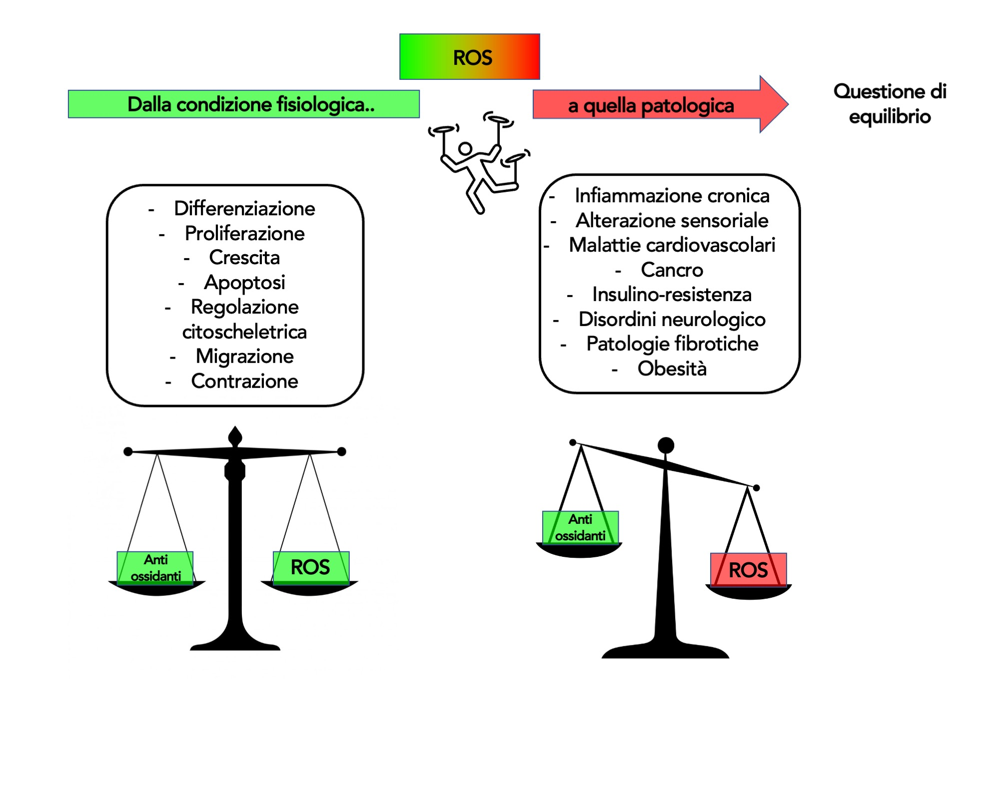 ROS
Dalla condizione fisiologica..
a quella patologica
Questione di
equilibrio
- Differenziazione
- Proliferazione
- Crescita
- Apoptosi
- Regolazione
citoscheletrica
- Migrazione
- Contrazione
- Infiammazione cronica
- Alterazione sensoriale
- Malattie cardiovascolari
- Cancro
- Insulino-resistenza
- Disordini neurologico
- Patologie fibrotiche
- Obesità
Anti
ossidanti
ROS
Anti
ossidanti
ROS